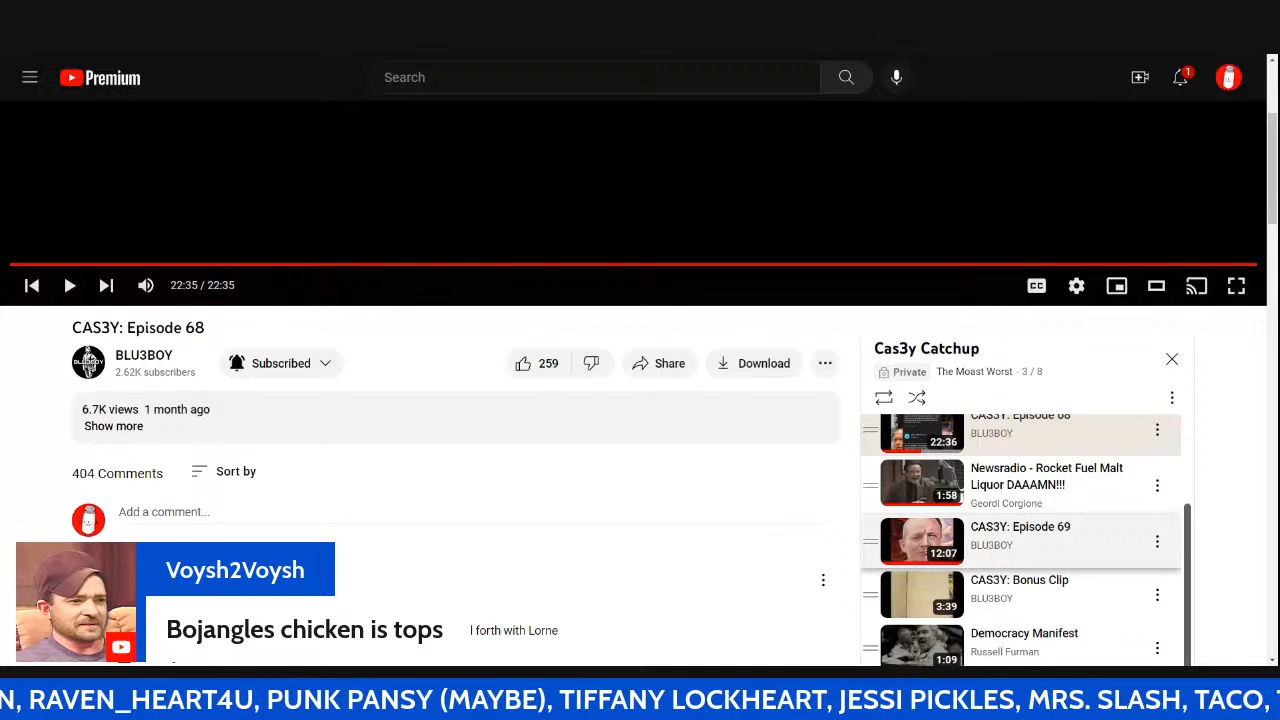 Premium
Search
1
22:35 / 22:35
CC
CAS3Y: Episode 68
BLU3BOY
BLU3BOY
2.62K subscribers
Subscribed
259
Share
Download
6.7K views 1 month ago
Show more
404 Comments
Sort by
Add a comment...
Cas3y Catchup
Private The Moast Worst - 3 / 8
CAS3Y: Episode 68
BLU3BOY
22:36
Newsradio - Rocket Fuel Malt
Liquor DAAAMN!!!
Geordi Corgione
1:58
CAS3Y: Episode 69
BLU3BOY
12:07
CAS3Y: Bonus Clip
BLU3BOY
3:39
Democracy Manifest
Russell Furman
1:09
Voysh2Voysh
Bojangles chicken is tops
l forth with Lorne
N, RAVEN_HEART4U, PUNK PANSY (MAYBE), TIFFANY LOCKHEART, JESSI PICKLES, MRS. SLASH, TACO,